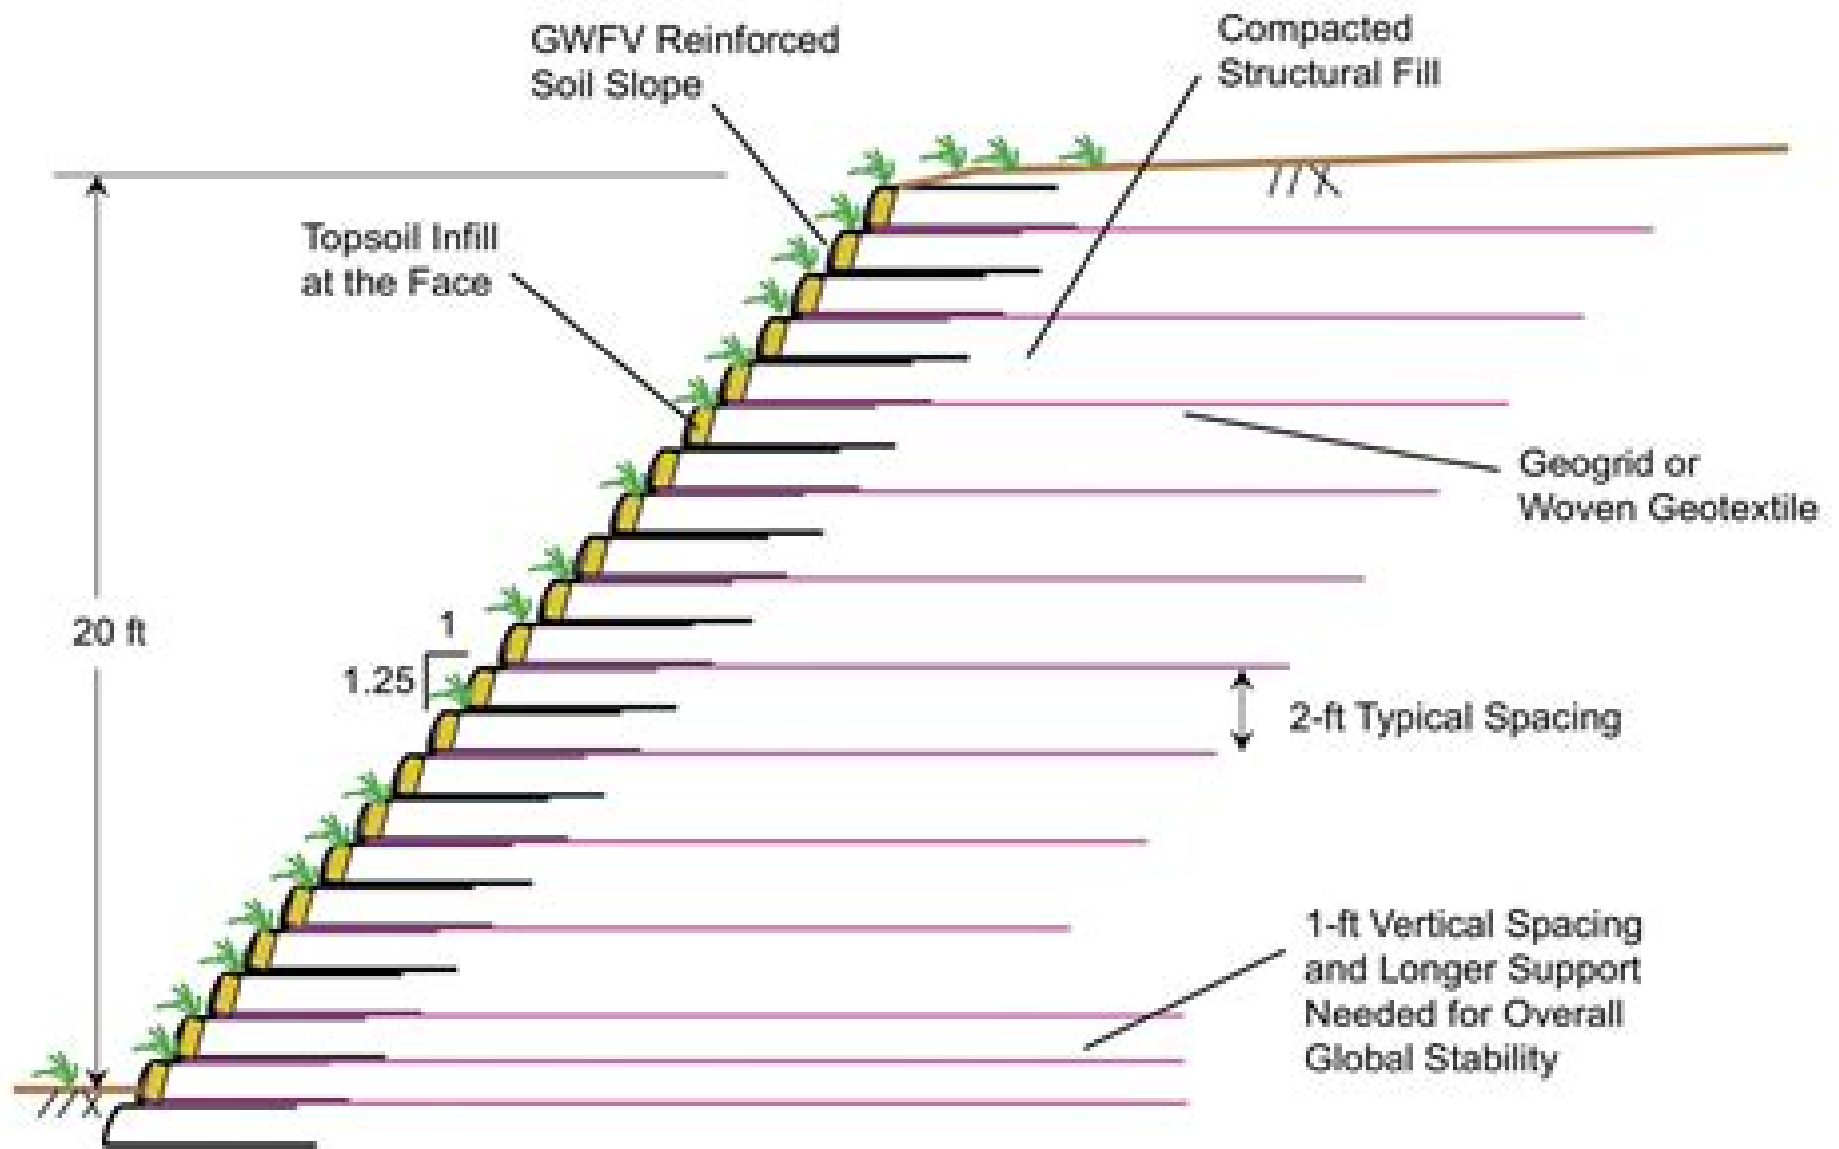 GWFV Reinforced
Soil Slope
Compacted
Structural Fill
Topsoil Infill
at the Face
Geogrid or
Woven Geotextile
20 ft
1
1.25
2-ft Typical Spacing
1-ft Vertical Spacing
and Longer Support
Needed for Overall
Global Stability